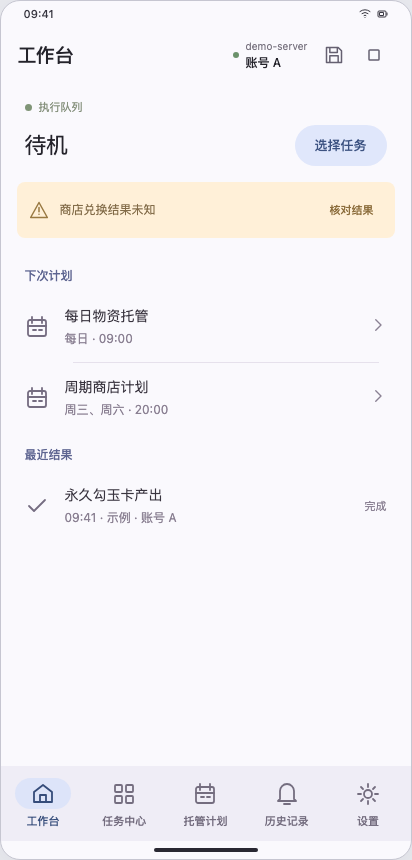 09:41
工作台
demo-server
账号 A
执行队列
待机
选择任务
商店兑换结果未知
核对结果
下次计划
每日物资托管
每日 · 09:00
周期商店计划
周三、周六 · 20:00
最近结果
永久勾玉卡产出
09:41 · 示例 · 账号 A
完成
工作台
任务中心
托管计划
历史记录
设置